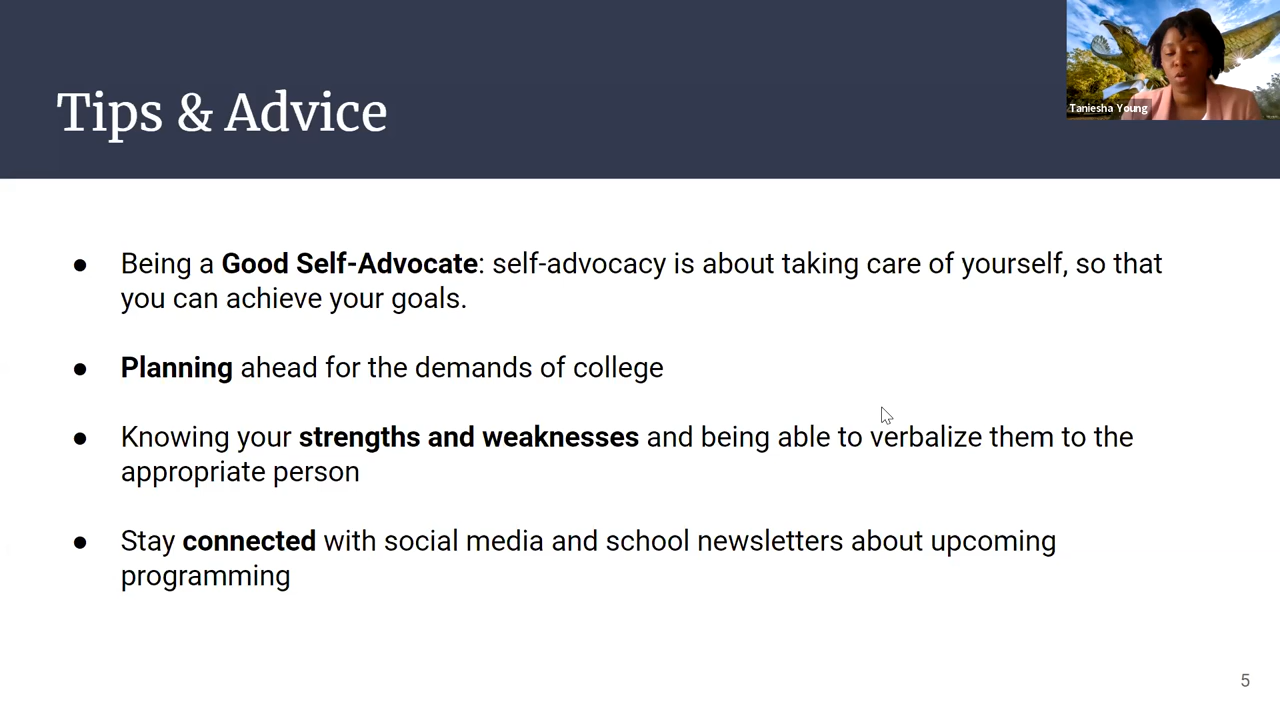 Tips & Advice
Taniesha Young
● Being a Good Self-Advocate: self-advocacy is about taking care of yourself, so that
you can achieve your goals.
● Planning ahead for the demands of college
● Knowing your strengths and weaknesses and being able to verbalize them to the
appropriate person
● Stay connected with social media and school newsletters about upcoming
programming
5